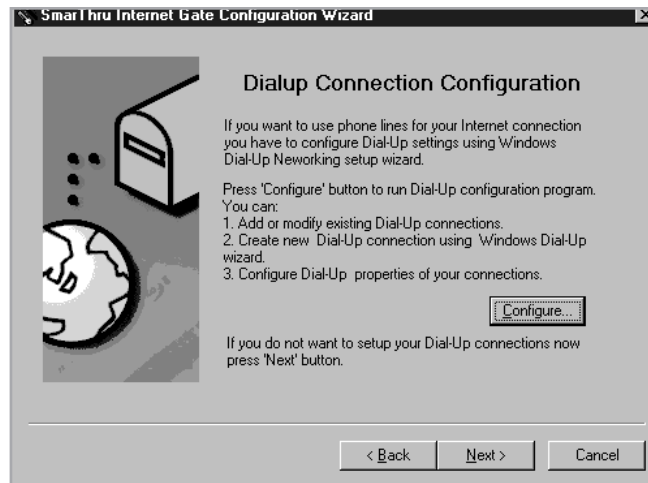 SmarThru Internet Gate Configuration Wizard
Dialup Connection Configuration
If you want to use phone lines for your Internet connection
you have to configure Dial-Up settings using Windows
Dial-Up Neworking setup wizard.
Press 'Configure' button to run Dial-Up configuration program.
You can:
1. Add or modify existing Dial-Up connections.
2. Create new  Dial-Up connection using  Windows Dial-Up
wizard.
3. Configure Dial-Up  properties of your connections.
Configure...
If you do not want to setup your Dial-Up connections now
press 'Next' button.
< Back
Next >
Cancel